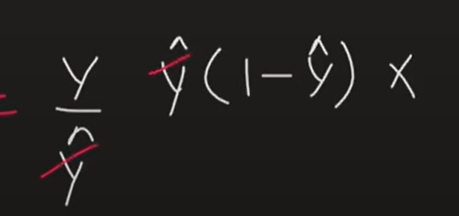 = y/ŷ ŷ(1-ŷ) x